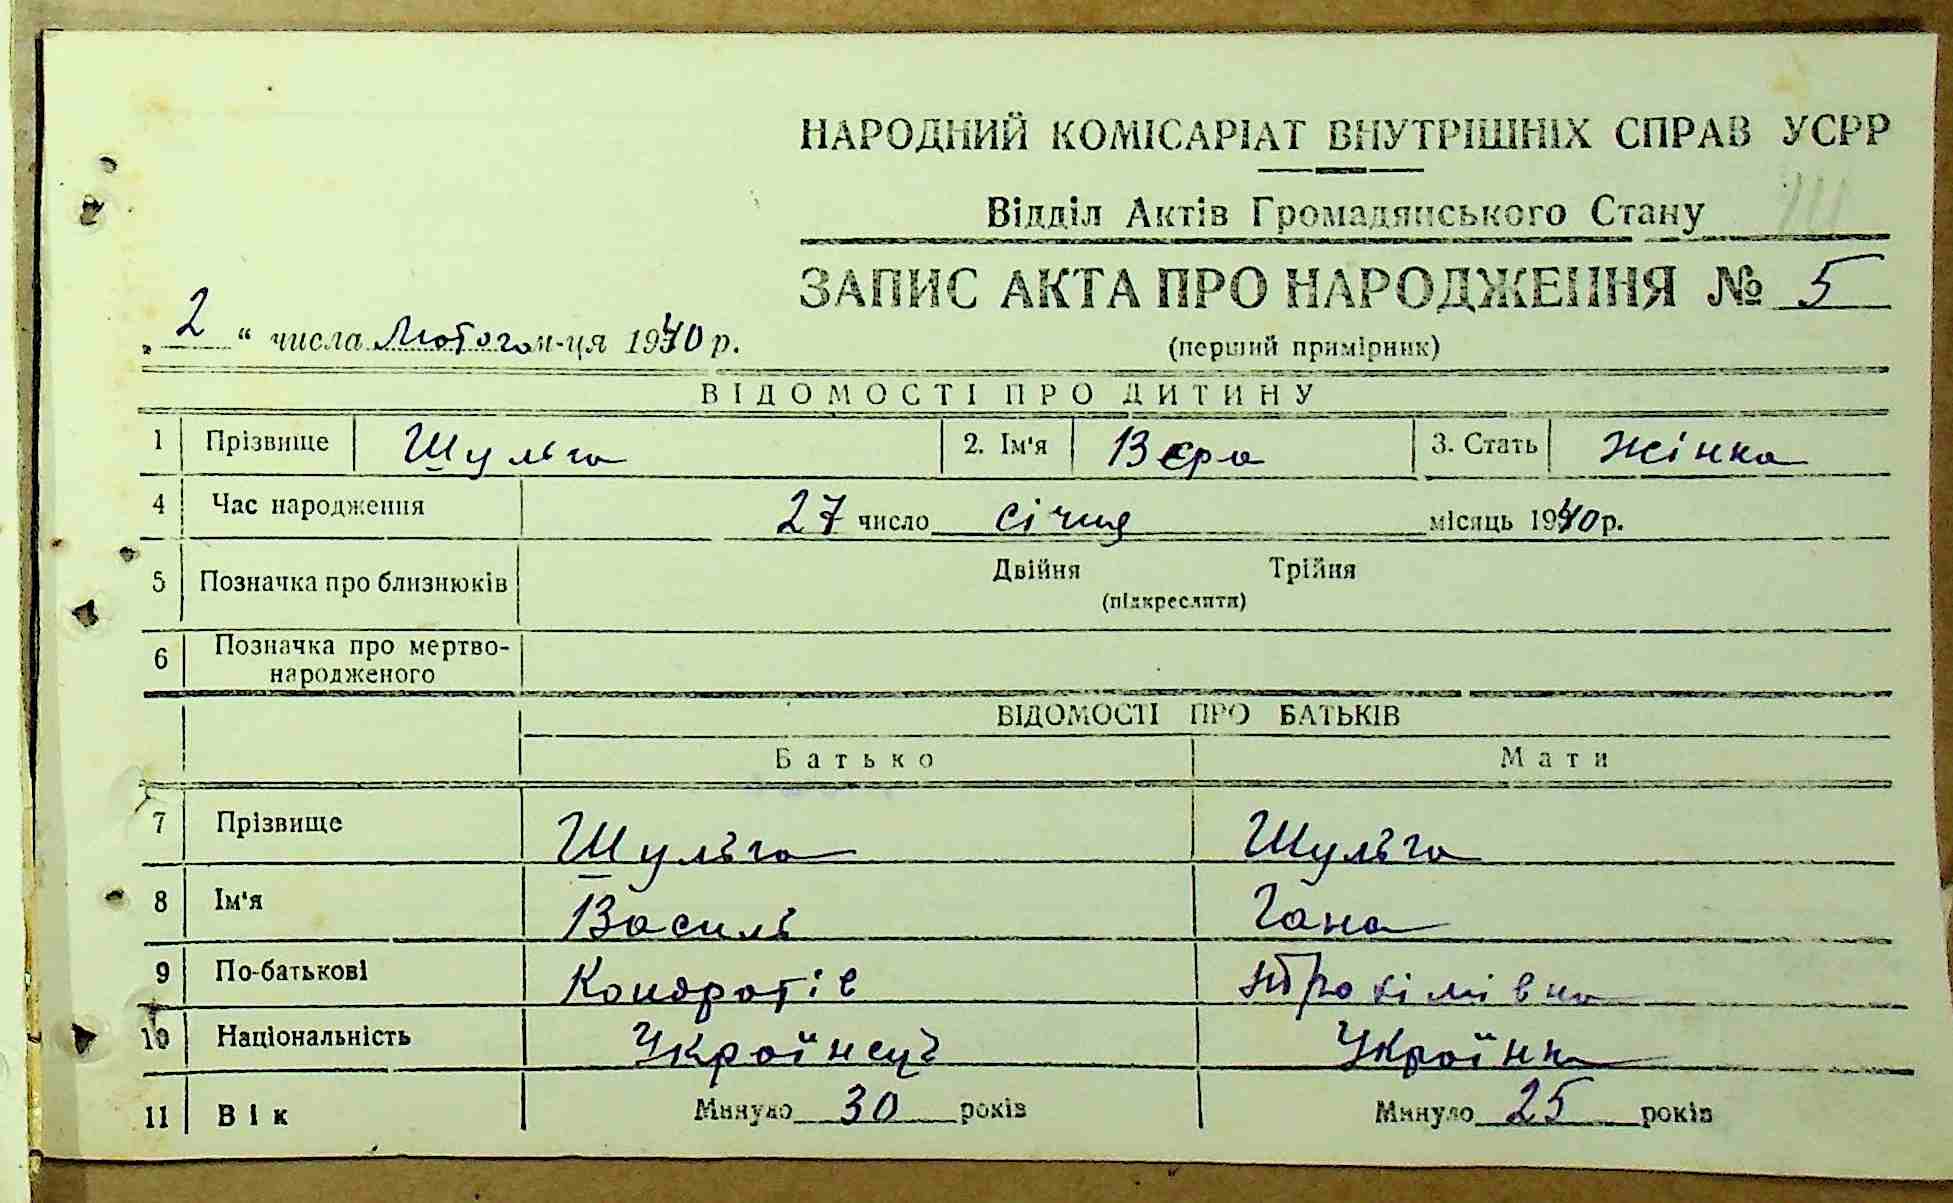 НАРОДНИЙ КОМІСАРІАТ ВНУТРІШНІХ СПРАВ УСРР
Відділ Актів Громадянського Стану
ЗАПИС АКТА ПРО НАРОДЖЕННЯ № 5
„ 2 “ числа Лютого м-ця 1940 р.
(перший примірник)
ВІДОМОСТІ ПРО ДИТИНУ
1 Прізвище Шульга 2. Ім'я Вєра 3. Стать жінка
4 Час народження 27 число січня місяць 1940 р.
5 Позначка про близнюків Двійня Трійня
(підкреслити)
6 Позначка про мертво-
народженого
ВІДОМОСТІ ПРО БАТЬКІВ
Батько Мати
7 Прізвище Шульга Шульга
8 Ім'я Василь Гана
9 По-батькові Кондратів Трохімівна
10 Національність Українець Українка
11 Вік Минуло 30 років Минуло 25 років